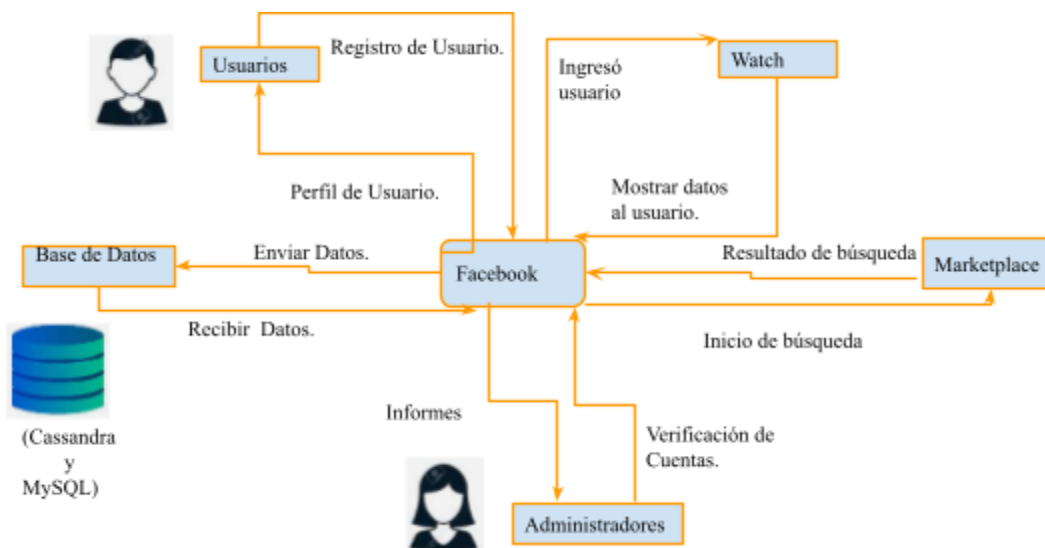 Usuarios
Registro de Usuario.
Ingresó
usuario
Watch
Perfil de Usuario.
Mostrar datos
al usuario.
Base de Datos
Enviar Datos.
Facebook
Resultado de búsqueda
Marketplace
Recibir Datos.
Inicio de búsqueda
(Cassandra
y
MySQL)
Informes
Verificación de
Cuentas.
Administradores